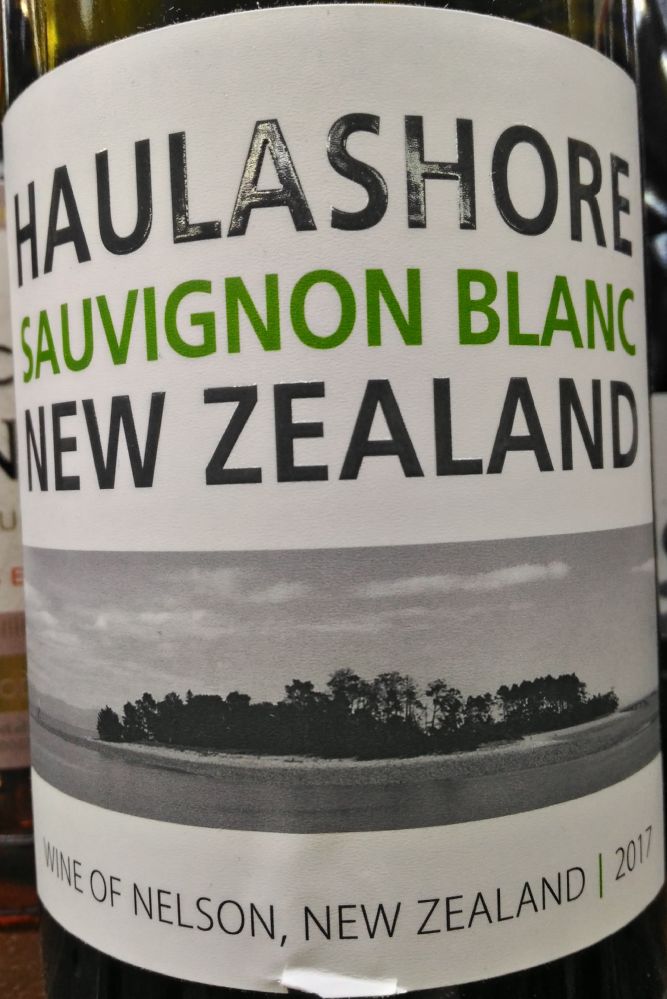 HAULASHORE
SAUVIGNON BLANC
NEW ZEALAND
WINE OF NELSON, NEW ZEALAND | 2017